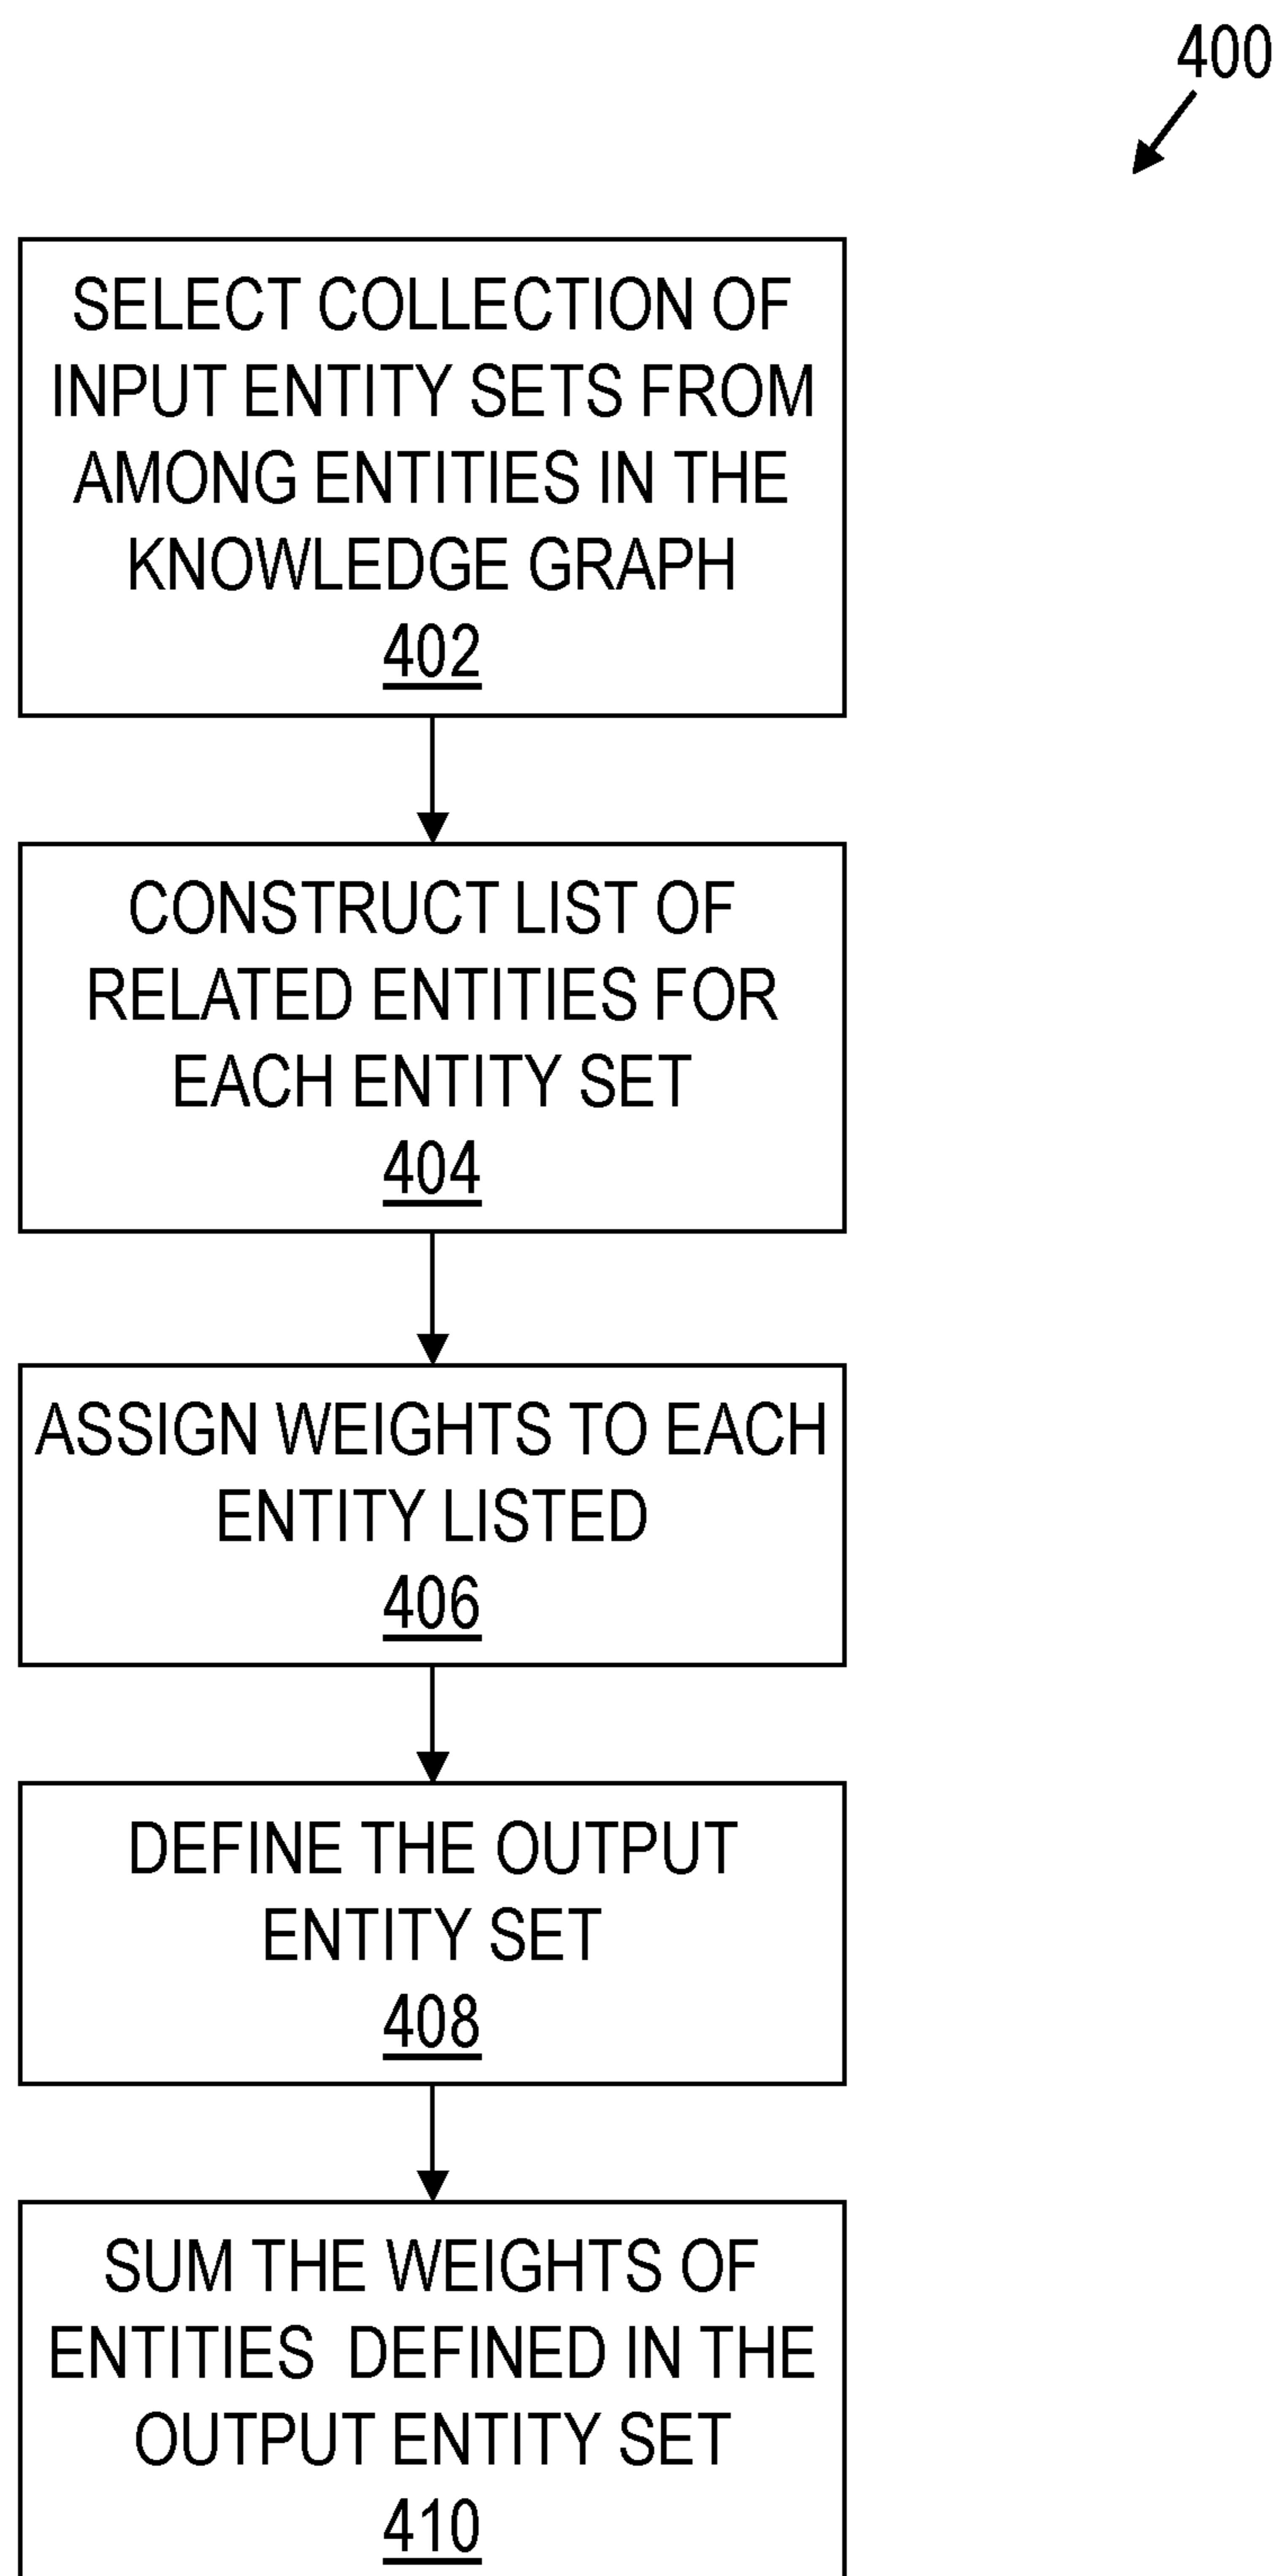 400
SELECT COLLECTION OF
INPUT ENTITY SETS FROM
AMONG ENTITIES IN THE
KNOWLEDGE GRAPH
402
CONSTRUCT LIST OF
RELATED ENTITIES FOR
EACH ENTITY SET
404
ASSIGN WEIGHTS TO EACH
ENTITY LISTED
406
DEFINE THE OUTPUT
ENTITY SET
408
SUM THE WEIGHTS OF
ENTITIES DEFINED IN THE
OUTPUT ENTITY SET
410